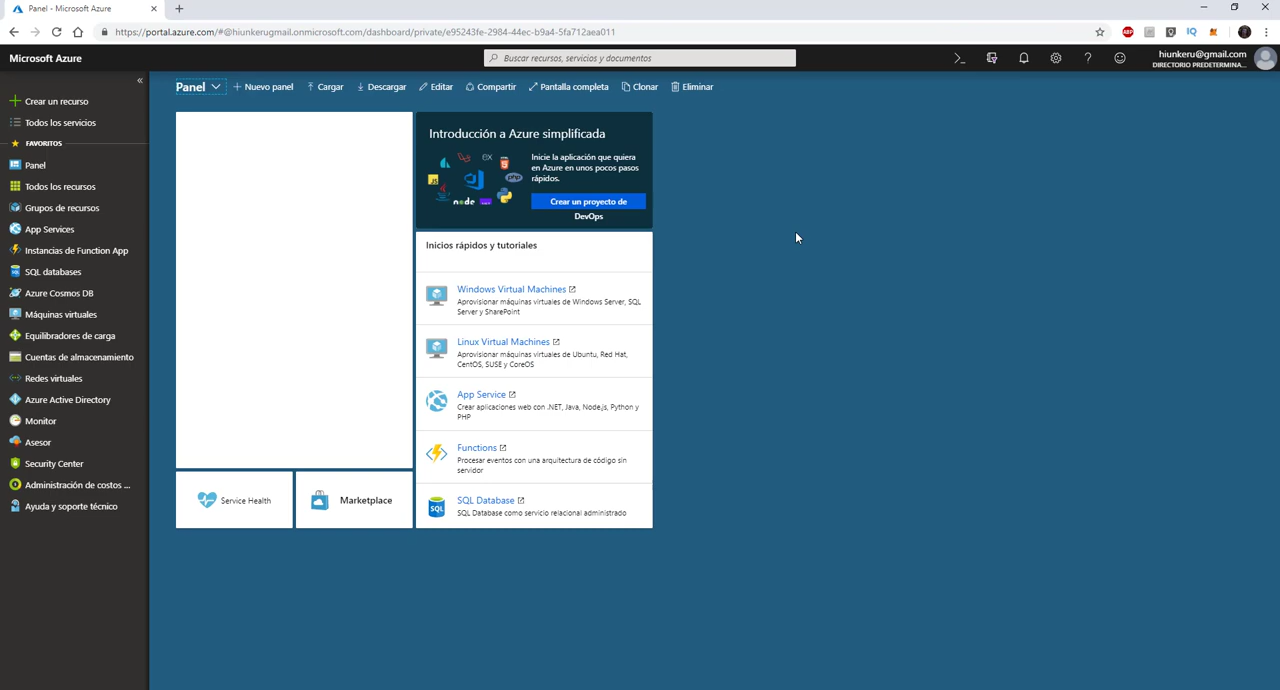 Panel - Microsoft Azure
https://portal.azure.com/#@hiunkerugmail.onmicrosoft.com/dashboard/private/e95243fe-2984-44ec-b9a4-5fa712aea011
ABP
IQ
Microsoft Azure
Buscar recursos, servicios y documentos
hiunkeru@gmail.com
DIRECTORIO PREDETERMINA...
Crear un recurso
Todos los servicios
FAVORITOS
Panel
Todos los recursos
Grupos de recursos
App Services
Instancias de Function App
SQL databases
Azure Cosmos DB
Máquinas virtuales
Equilibradores de carga
Cuentas de almacenamiento
Redes virtuales
Azure Active Directory
Monitor
Asesor
Security Center
Administración de costos ...
Ayuda y soporte técnico
Panel
Nuevo panel
Cargar
Descargar
Editar
Compartir
Pantalla completa
Clonar
Eliminar
Service Health
Marketplace
Introducción a Azure simplificada
Inicie la aplicación que quiera
en Azure en unos pocos pasos
rápidos.
Crear un proyecto de
DevOps
ex
JS
php
node
Inicios rápidos y tutoriales
Windows Virtual Machines
Aprovisionar máquinas virtuales de Windows Server, SQL
Server y SharePoint
Linux Virtual Machines
Aprovisionar máquinas virtuales de Ubuntu, Red Hat,
CentOS, SUSE y CoreOS
App Service
Crear aplicaciones web con .NET, Java, Node.js, Python y
PHP
Functions
Procesar eventos con una arquitectura de código sin
servidor
SQL
SQL Database
SQL Database como servicio relacional administrado